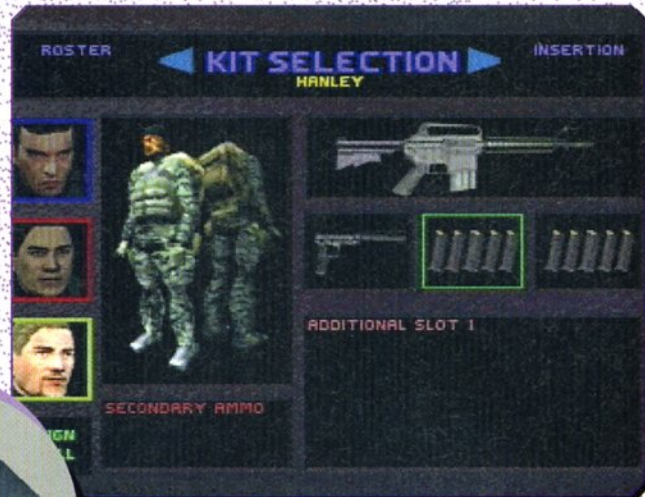 ROSTER
KIT SELECTION
INSERTION
HANLEY
ADDITIONAL SLOT 1
SECONDARY AMMO